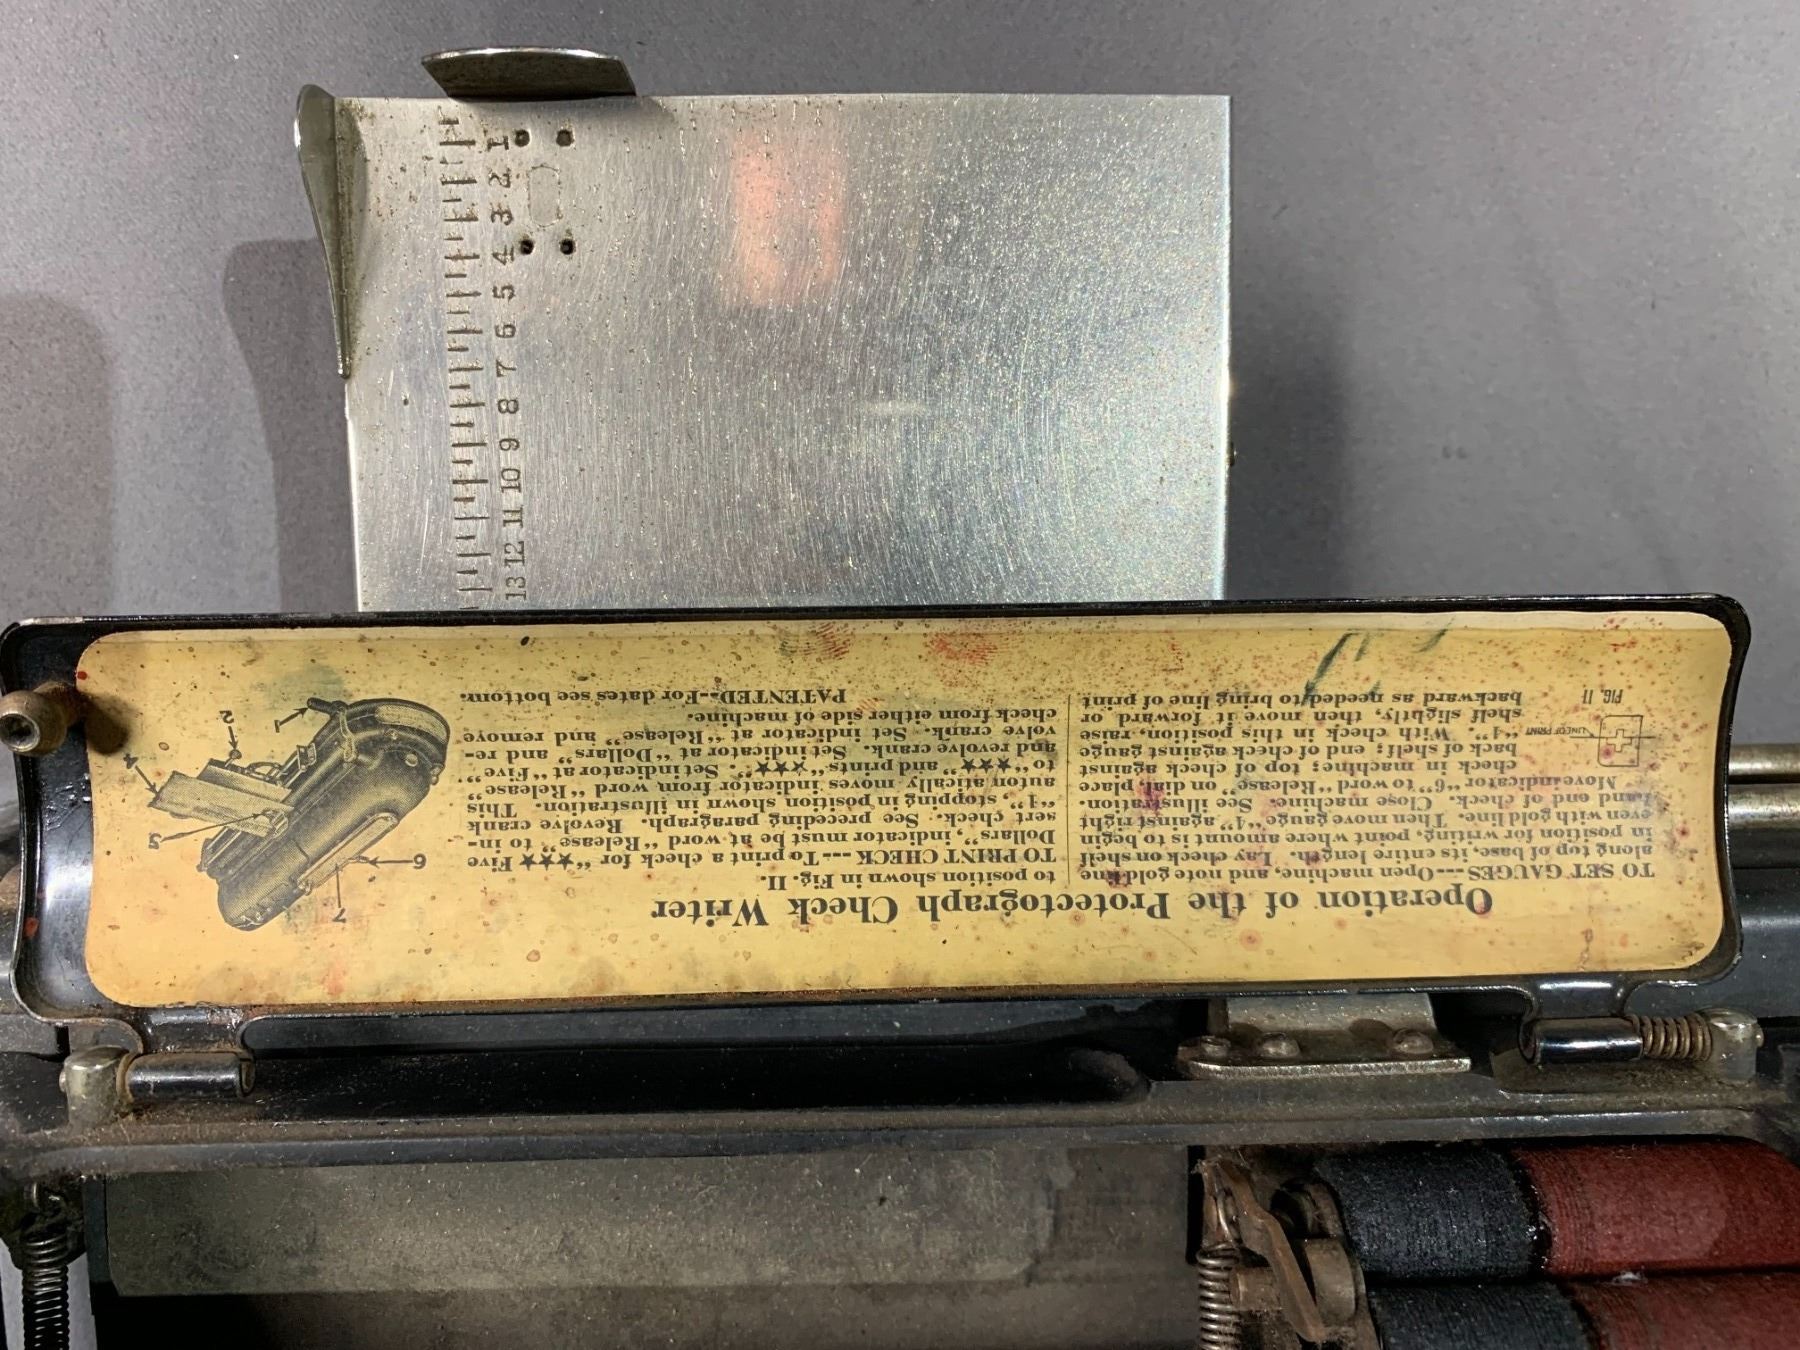 1 2 3 4 5 6 7 8 9 10 11 12 13
Operation of the Protectograph Check Writer
TO SET GAUGES---Open machine, and note gold line
along top of base, its entire length. Lay check on shelf
in position for writing, point where amount is to begin
even with gold line. Then move gauge "4" against right
hand end of check. Close machine. See illustration.
Move indicator "6" to word "Release" on dial, place
check in machine; top of check against
back of shelf; end of check against gauge
"4". With check in this position, raise
shelf slightly, then move it forward or
backward as needed to bring line of print
LINE OF PRINT
FIG. II
to position shown in Fig. II.
TO PRINT CHECK---To print a check for "★★★Five
Dollars", indicator must be at word "Release" to in-
sert check. See preceding paragraph. Revolve crank
"1", stopping in position shown in illustration. This
automatically moves indicator from word "Release"
to "★★★" and prints "★★★". Set indicator at "Five"
and revolve crank. Set indicator at "Dollars" and re-
volve crank. Set indicator at "Release" and remove
check from either side of machine.
PATENTED--For dates see bottom.
7
6
5
4
1
2